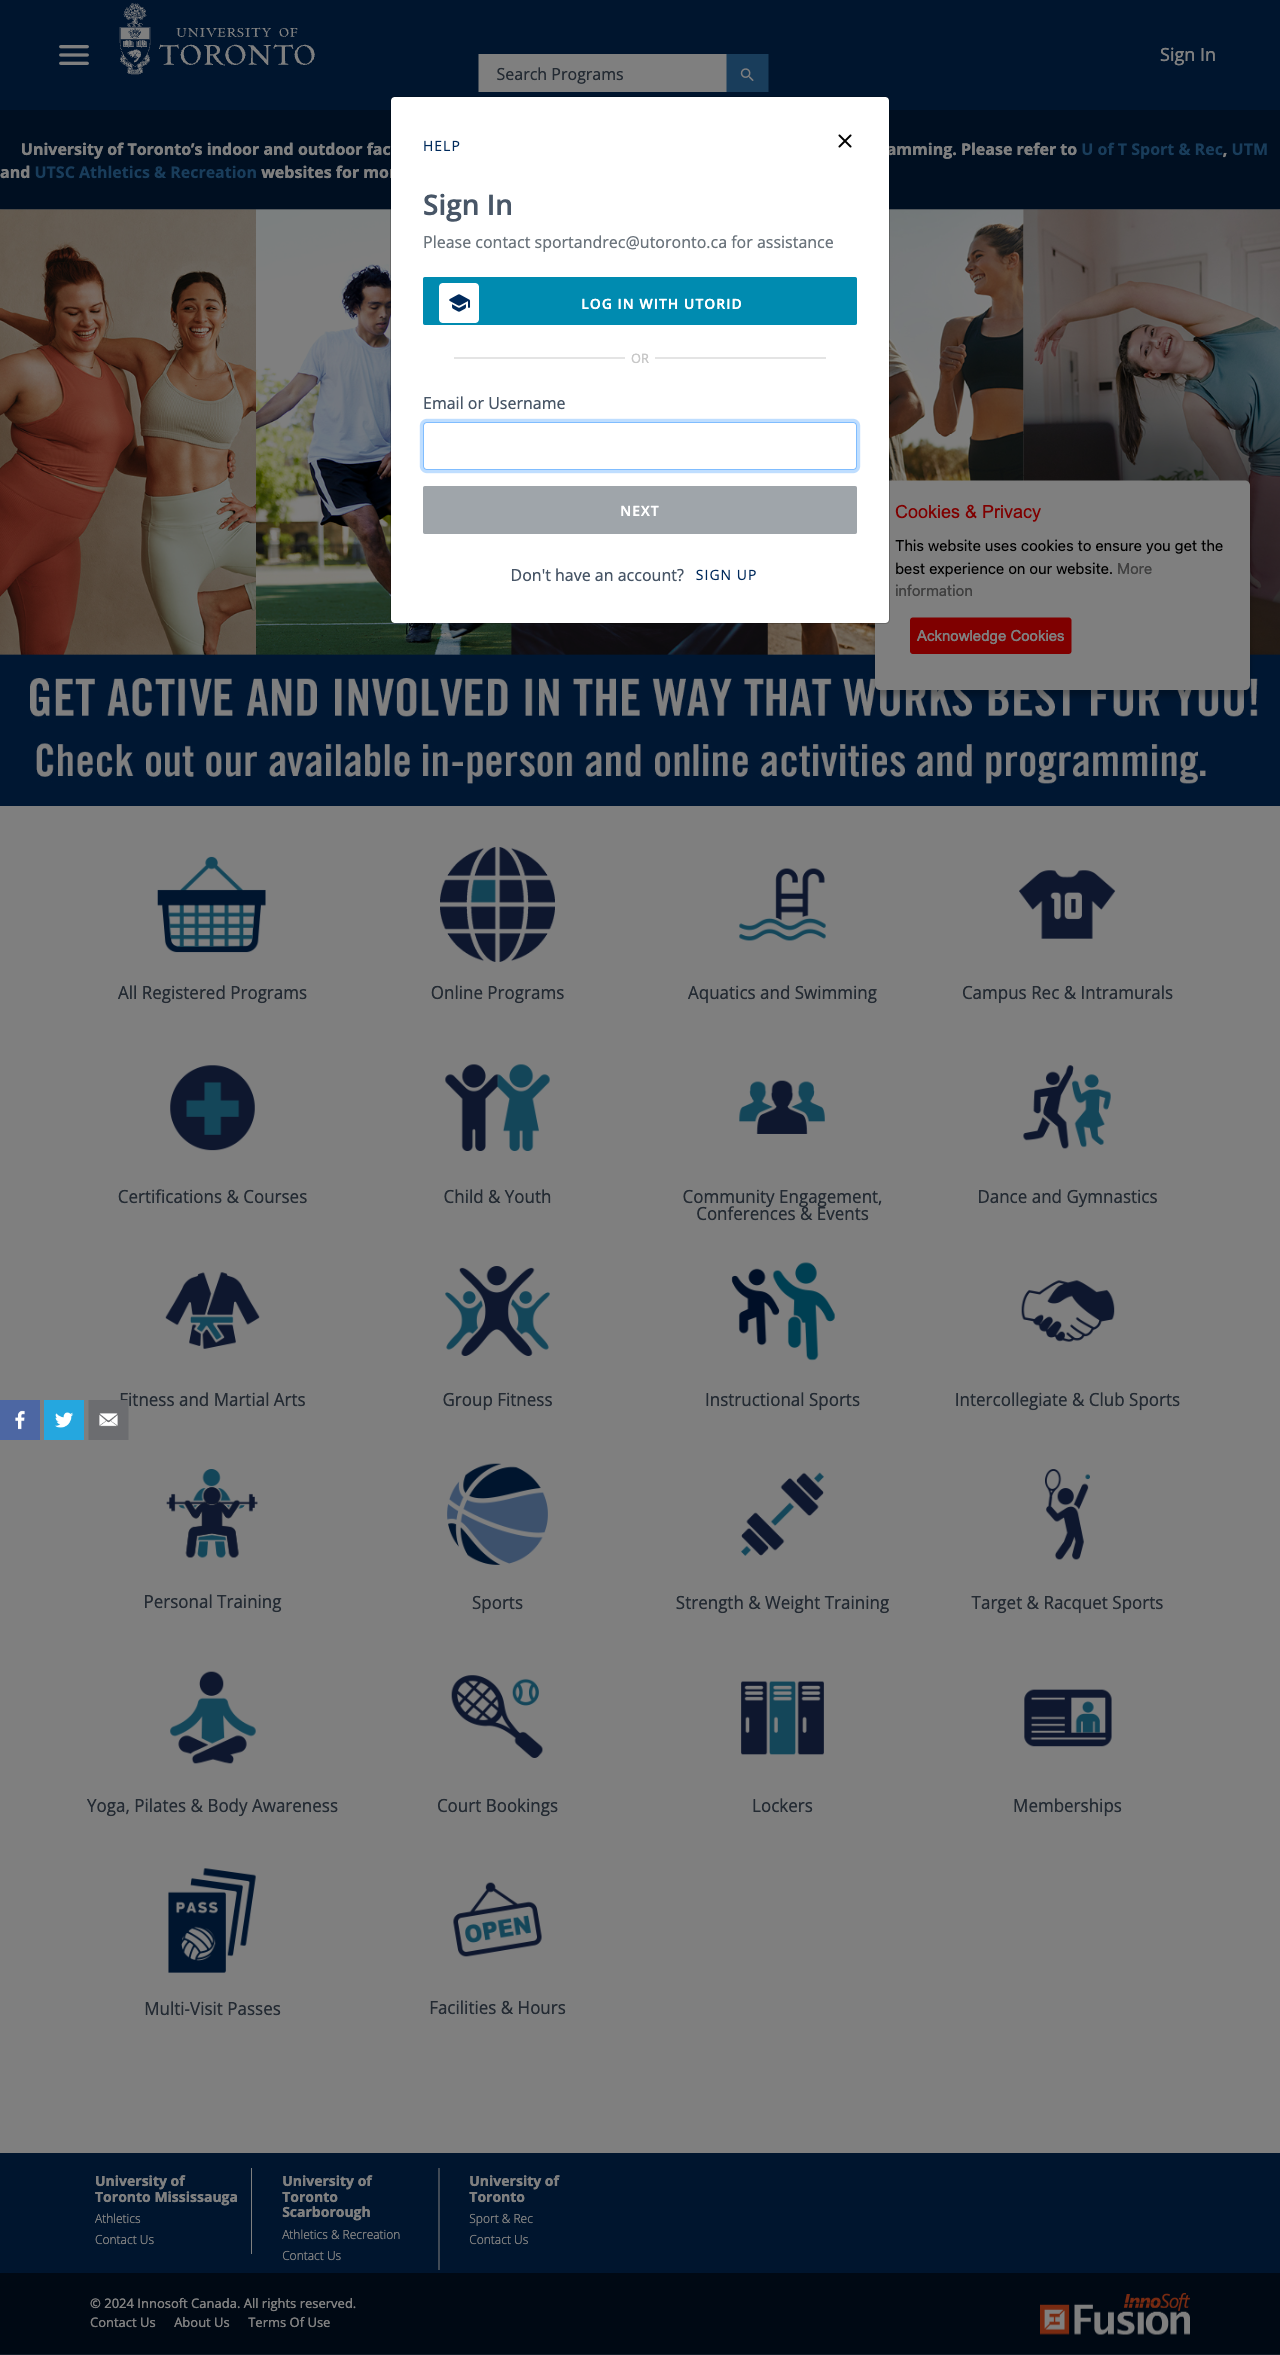 UNIVERSITY OF
TORONTO
Search Programs
Sign In
University of Toronto's indoor and outdoor fac
amming. Please refer to U of T Sport & Rec, UTM
and UTSC Athletics & Recreation websites for mor
HELP
Sign In
Please contact sportandrec@utoronto.ca for assistance
LOG IN WITH UTORID
OR
Email or Username
NEXT
Don't have an account? SIGN UP
Cookies & Privacy
This website uses cookies to ensure you get the
best experience on our website. More
information
Acknowledge Cookies
GET ACTIVE AND INVOLVED IN THE WAY THAT WORKS BEST FOR YOU!
Check out our available in-person and online activities and programming.
10
All Registered Programs
Online Programs
Aquatics and Swimming
Campus Rec & Intramurals
Certifications & Courses
Child & Youth
Community Engagement,
Conferences & Events
Dance and Gymnastics
Fitness and Martial Arts
Group Fitness
Instructional Sports
Intercollegiate & Club Sports
Personal Training
Sports
Strength & Weight Training
Target & Racquet Sports
Yoga, Pilates & Body Awareness
Court Bookings
Lockers
Memberships
PASS
OPEN
Multi-Visit Passes
Facilities & Hours
University of
Toronto Mississauga
Athletics
Contact Us
University of
Toronto
Scarborough
Athletics & Recreation
Contact Us
University of
Toronto
Sport & Rec
Contact Us
© 2024 Innosoft Canada. All rights reserved.
Contact Us About Us Terms Of Use
InnoSoft
Fusion